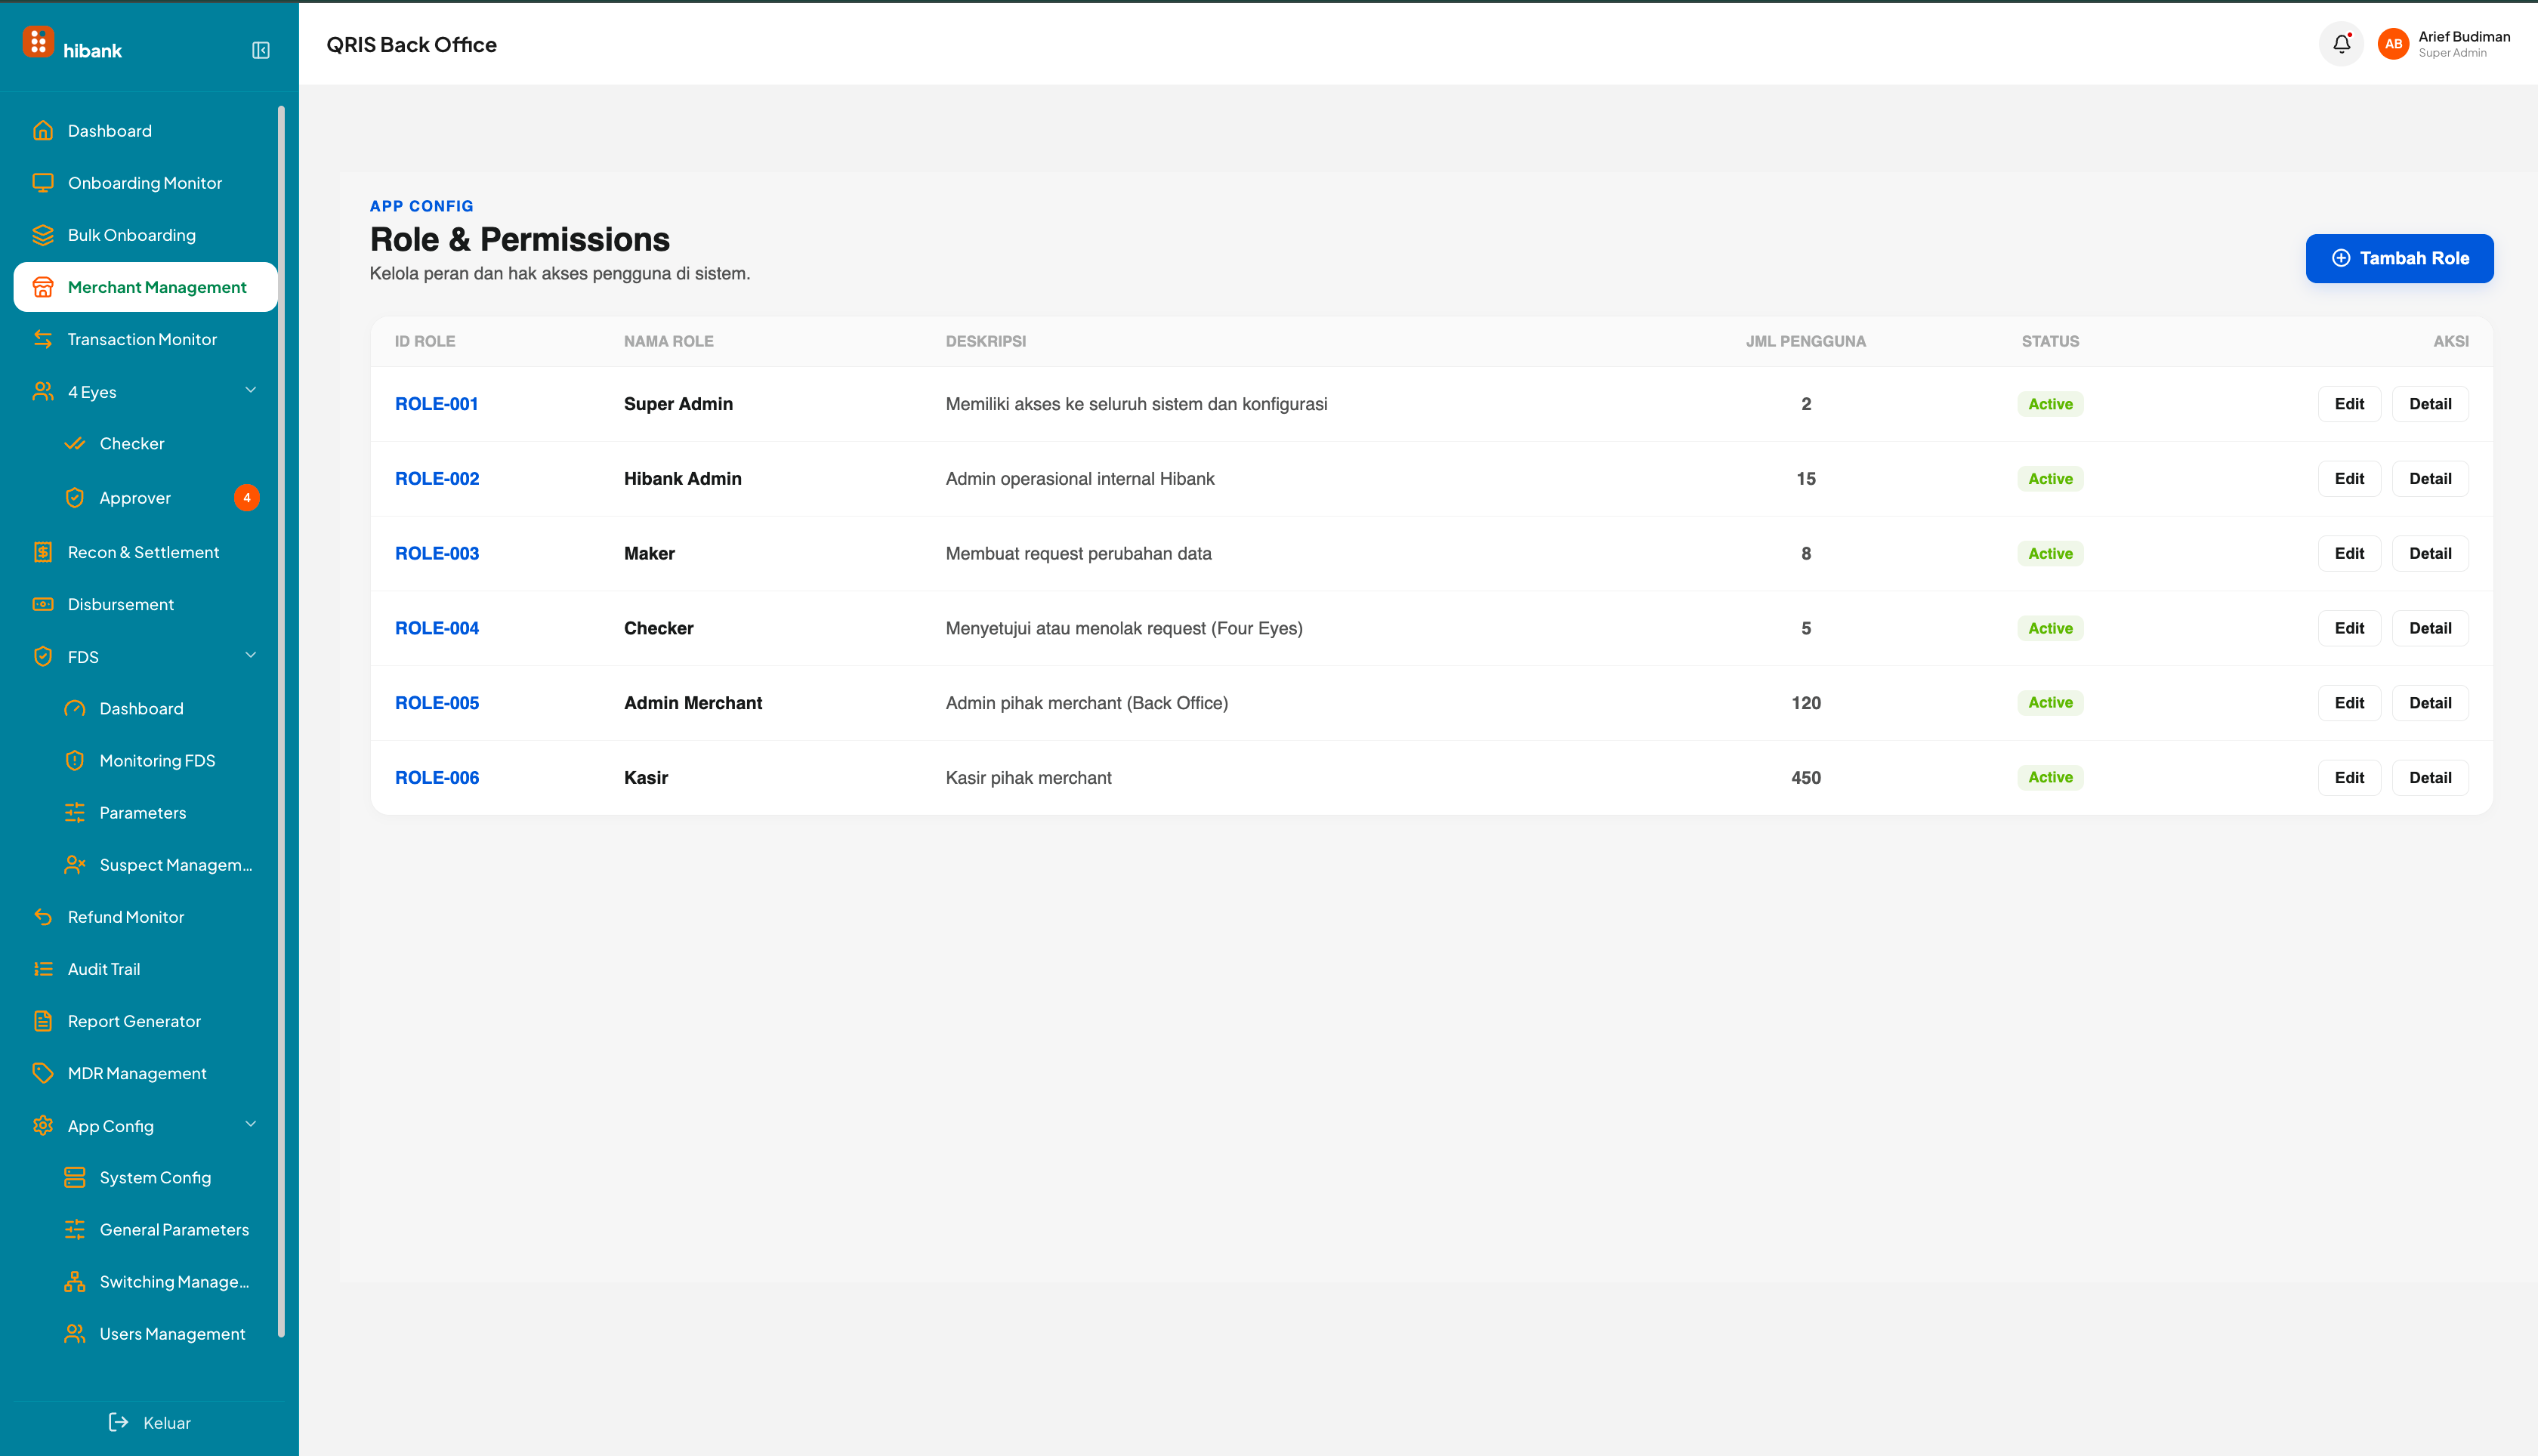 hibank
QRIS Back Office
AB
Arief Budiman
Super Admin
Dashboard
Onboarding Monitor
Bulk Onboarding
Merchant Management
Transaction Monitor
4 Eyes
Checker
Approver 4
Recon & Settlement
Disbursement
FDS
Dashboard
Monitoring FDS
Parameters
Suspect Managem...
Refund Monitor
Audit Trail
Report Generator
MDR Management
App Config
System Config
General Parameters
Switching Manage...
Users Management
Keluar
APP CONFIG
Role & Permissions
Kelola peran dan hak akses pengguna di sistem.
Tambah Role
ID ROLE NAMA ROLE DESKRIPSI JML PENGGUNA STATUS AKSI
ROLE-001 Super Admin Memiliki akses ke seluruh sistem dan konfigurasi 2 Active Edit Detail
ROLE-002 Hibank Admin Admin operasional internal Hibank 15 Active Edit Detail
ROLE-003 Maker Membuat request perubahan data 8 Active Edit Detail
ROLE-004 Checker Menyetujui atau menolak request (Four Eyes) 5 Active Edit Detail
ROLE-005 Admin Merchant Admin pihak merchant (Back Office) 120 Active Edit Detail
ROLE-006 Kasir Kasir pihak merchant 450 Active Edit Detail